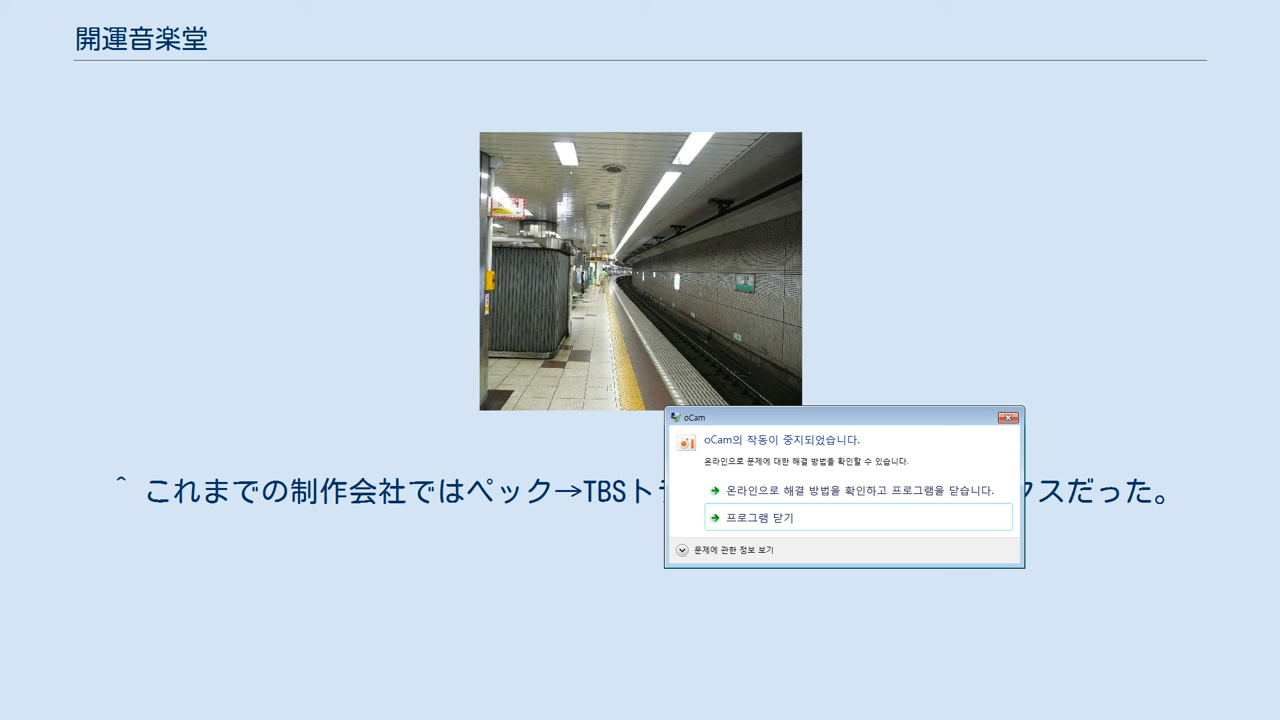 開運音楽堂
oCam
oCam의 작동이 중지되었습니다.
온라인으로 문제에 대한 해결 방법을 확인할 수 있습니다.
^ これまでの制作会社ではペック→TBSト
クスだった。
온라인으로 해결 방법을 확인하고 프로그램을 닫습니다.
프로그램 닫기
문제에 관한 정보 보기